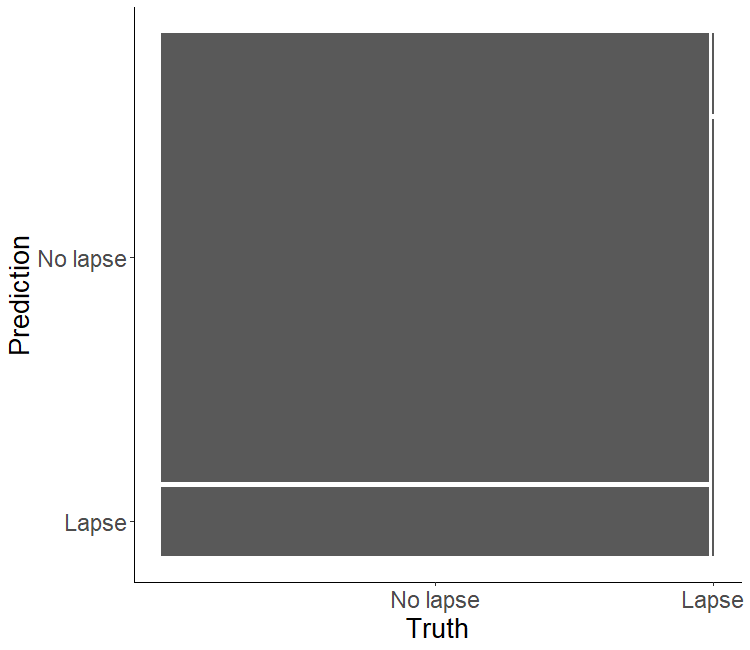 Prediction
No lapse
Lapse
No lapse
Lapse
Truth